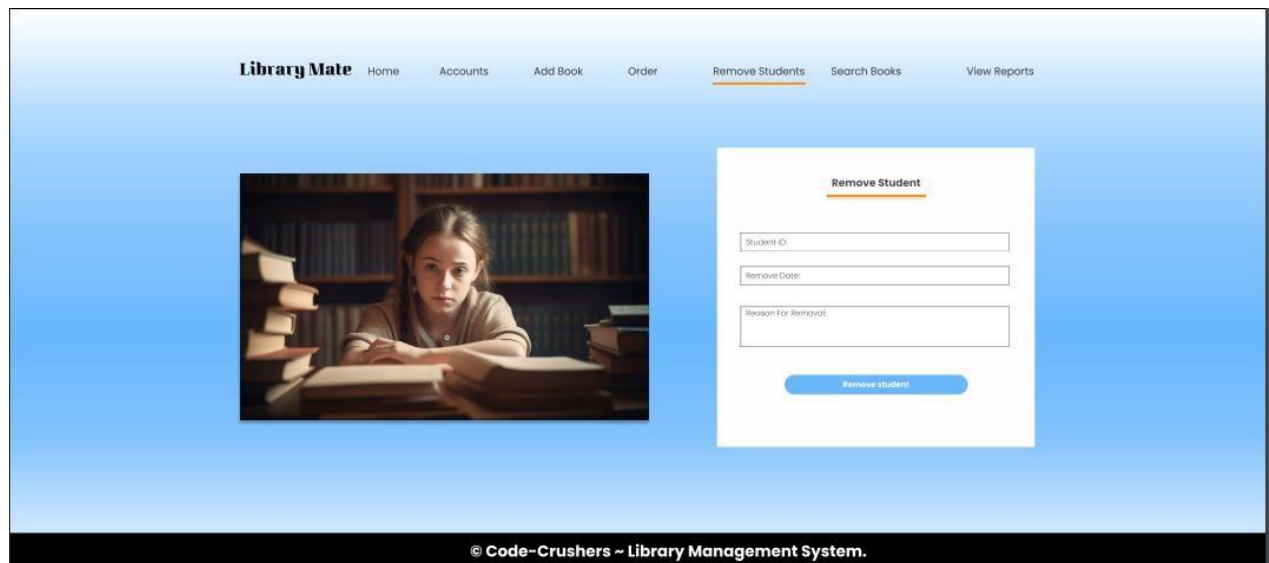 Library Mate Home Accounts Add Book Order Remove Students Search Books View Reports
Remove Student
Student ID:
Remove Date:
Reason For Removal:
Remove student
© Code-Crushers ~ Library Management System.